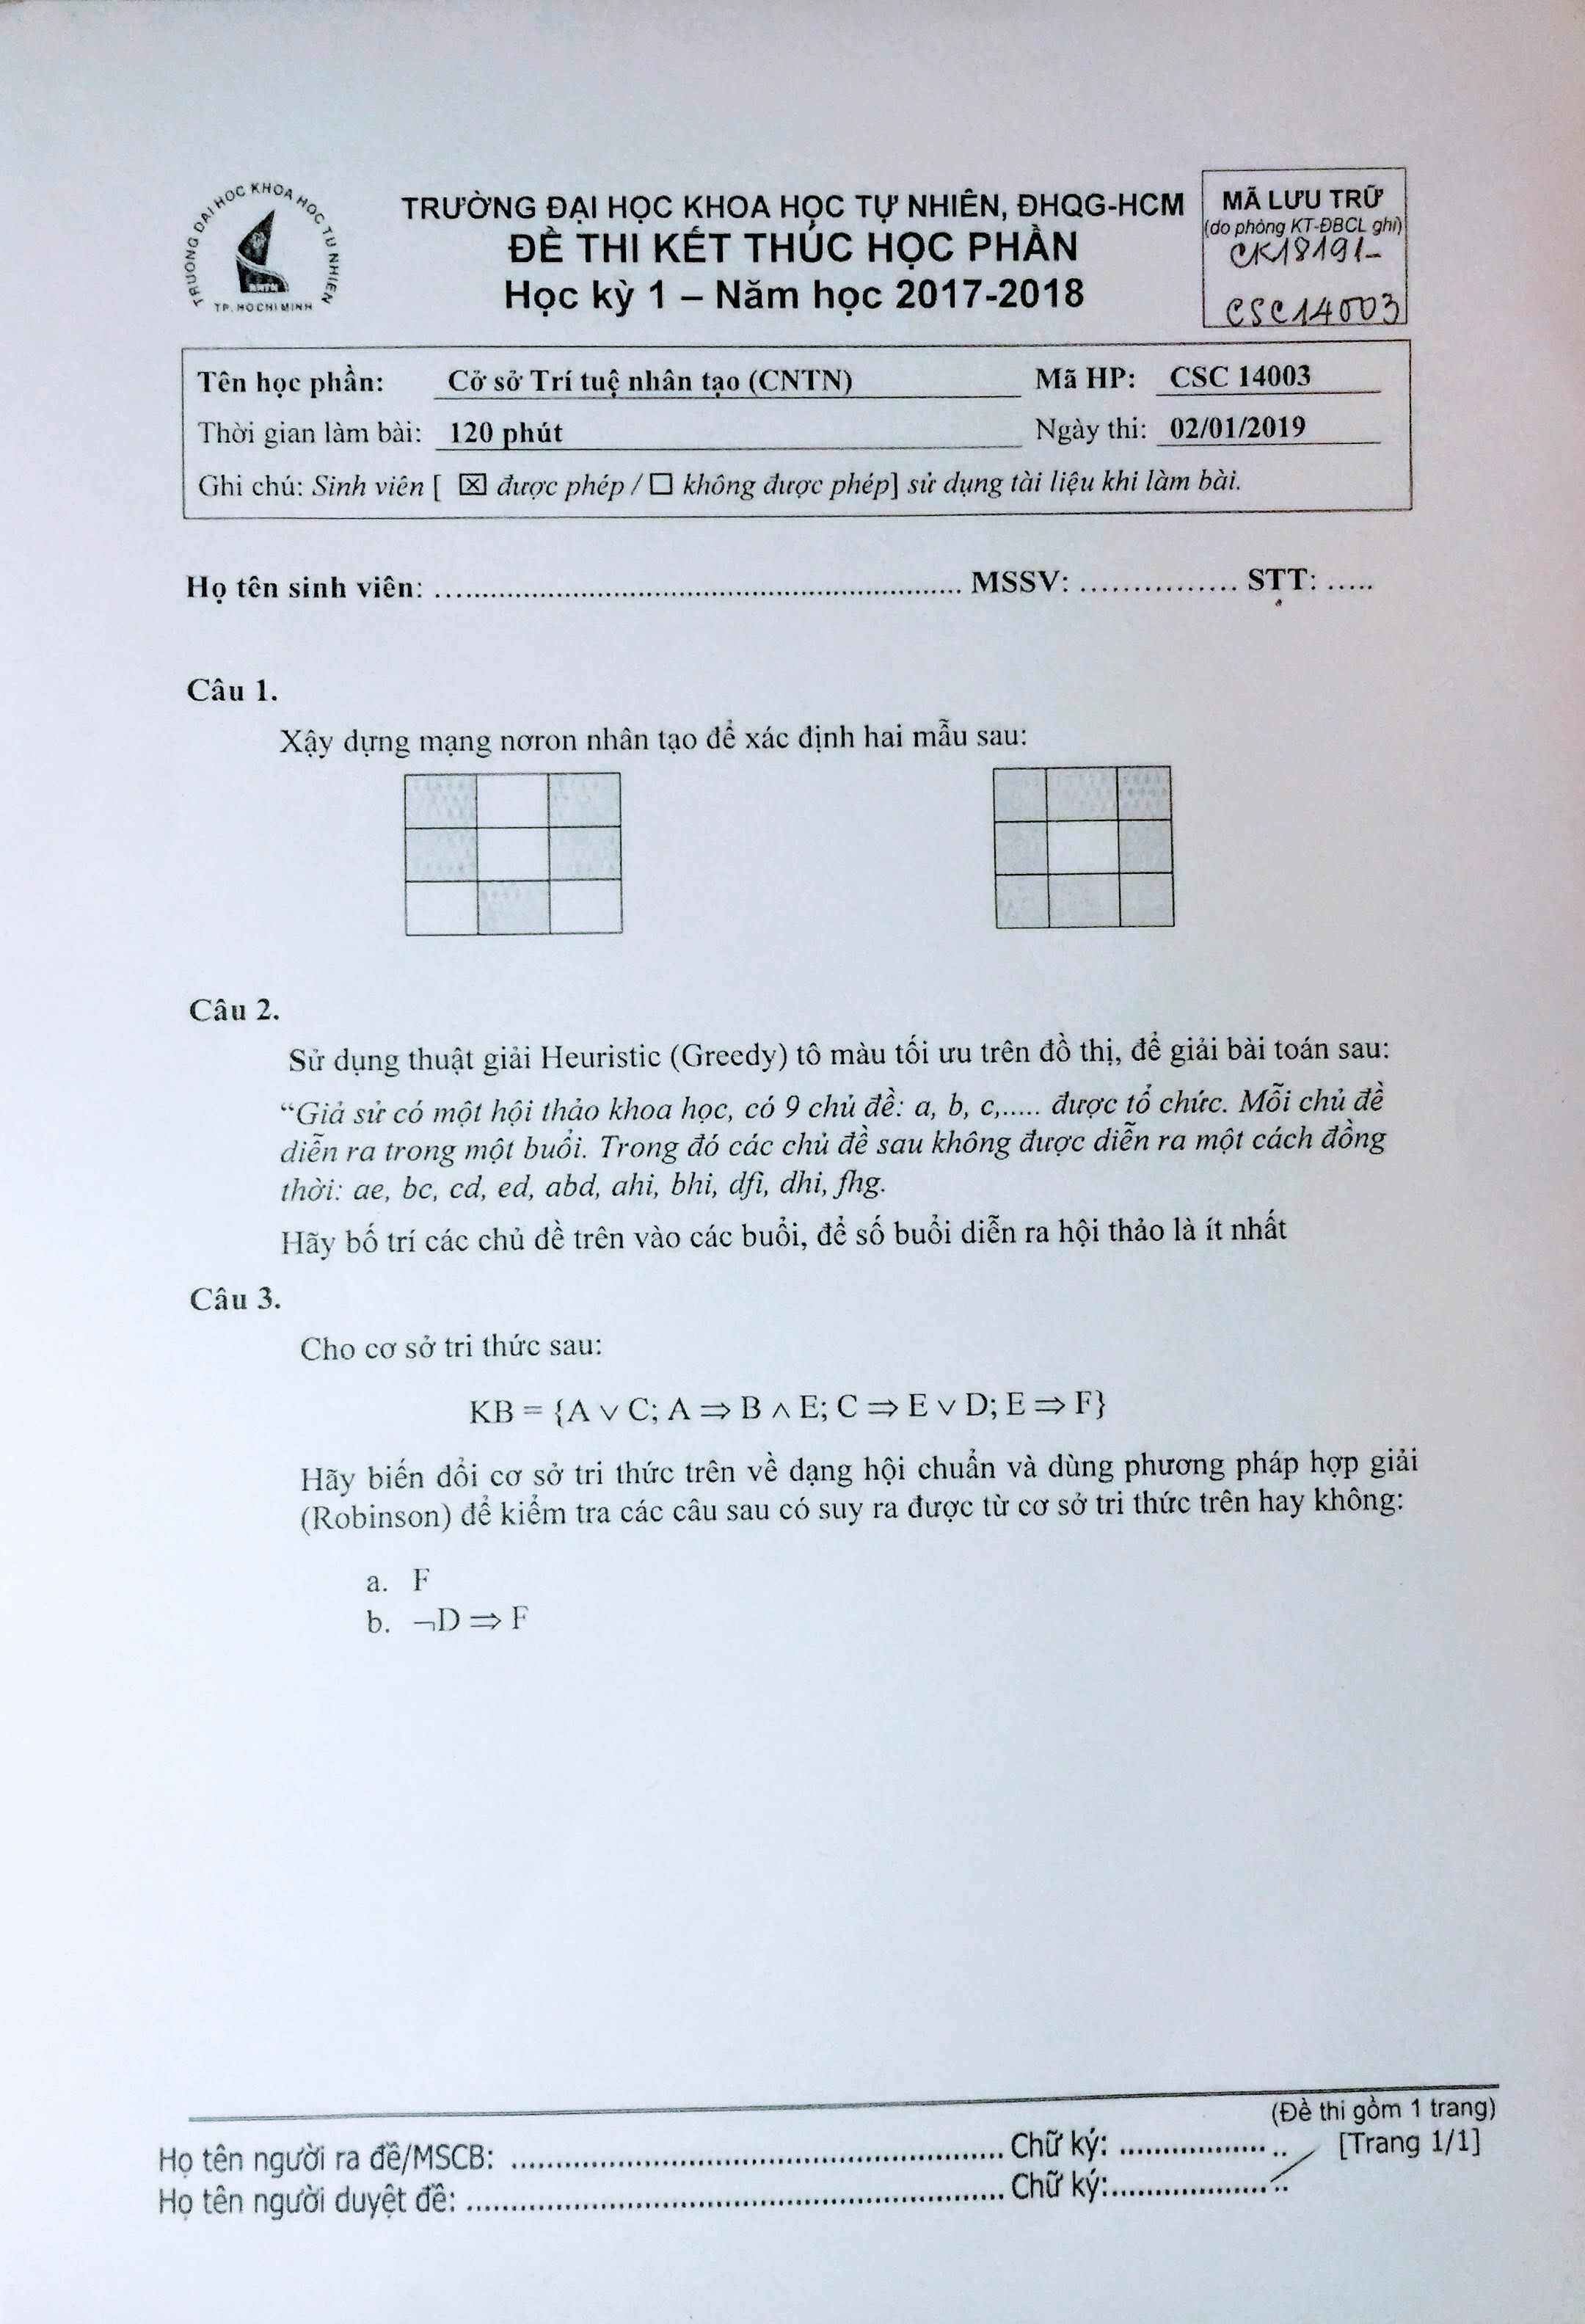 TRƯỜNG ĐẠI HỌC KHOA HỌC TỰ NHIÊN
TP. HO CHI MINH
TRƯỜNG ĐẠI HỌC KHOA HỌC TỰ NHIÊN, ĐHQG-HCM
ĐỀ THI KẾT THÚC HỌC PHẦN
Học kỳ 1 – Năm học 2017-2018
MÃ LƯU TRỮ
(do phòng KT-ĐBCL ghi)
CK18191-
CSC14003
Tên học phần: Cở sở Trí tuệ nhân tạo (CNTN) Mã HP: CSC 14003
Thời gian làm bài: 120 phút Ngày thi: 02/01/2019
Ghi chú: Sinh viên [ ☒ được phép / ☐ không được phép] sử dụng tài liệu khi làm bài.
Họ tên sinh viên: ........................................................... MSSV: ................ STT: .....
Câu 1.
Xậy dựng mạng nơron nhân tạo để xác định hai mẫu sau:
Câu 2.
Sử dụng thuật giải Heuristic (Greedy) tô màu tối ưu trên đồ thị, để giải bài toán sau:
“Giả sử có một hội thảo khoa học, có 9 chủ đề: a, b, c,..... được tổ chức. Mỗi chủ đề
diễn ra trong một buổi. Trong đó các chủ đề sau không được diễn ra một cách đồng
thời: ae, bc, cd, ed, abd, ahi, bhi, dfi, dhi, fhg.
Hãy bố trí các chủ đề trên vào các buổi, để số buổi diễn ra hội thảo là ít nhất
Câu 3.
Cho cơ sở tri thức sau:
KB = {A ∨ C; A ⇒ B ∧ E; C ⇒ E ∨ D; E ⇒ F}
Hãy biến đổi cơ sở tri thức trên về dạng hội chuẩn và dùng phương pháp hợp giải
(Robinson) để kiểm tra các câu sau có suy ra được từ cơ sở tri thức trên hay không:
a. F
b. ¬D ⇒ F
(Đề thi gồm 1 trang)
Họ tên người ra đề/MSCB: ........................................................... Chữ ký: .................... [Trang 1/1]
Họ tên người duyệt đề: ................................................................ Chữ ký:.....................